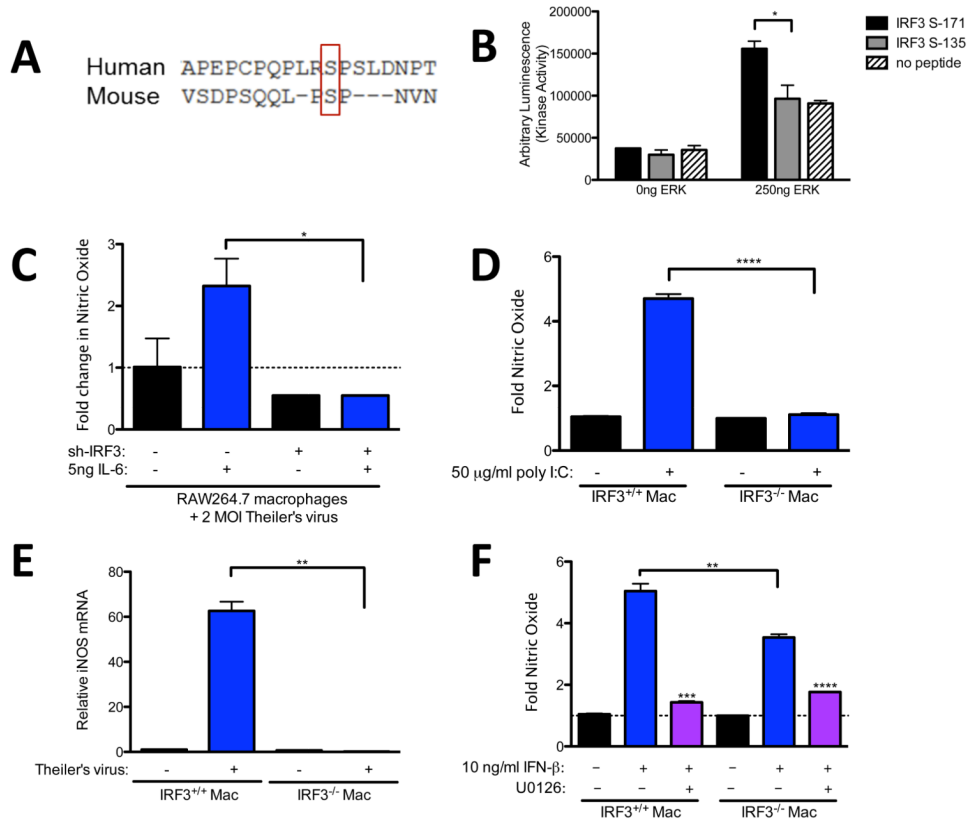 A
Human APEPCPQPLRSPSLDNPT
Mouse VSDPSQQL-PSP---NVN
B
Arbitrary Luminescence
(Kinase Activity)
200000
150000
100000
50000
0
*
0ng ERK
250ng ERK
IRF3 S-171
IRF3 S-135
no peptide
C
Fold change in Nitric Oxide
3
2
1
0
*
sh-IRF3: - - + +
5ng IL-6: - + - +
RAW264.7 macrophages
+ 2 MOI Theiler's virus
D
Fold Nitric Oxide
6
4
2
0
****
50 µg/ml poly I:C - + - +
IRF3+/+ Mac
IRF3-/- Mac
E
Relative iNOS mRNA
80
60
40
20
0
**
Theiler's virus: - + - +
IRF3+/+ Mac
IRF3-/- Mac
F
Fold Nitric Oxide
6
4
2
0
**
***
****
10 ng/ml IFN-β: − + + − + +
U0126: − − + − − +
IRF3+/+ Mac
IRF3-/- Mac